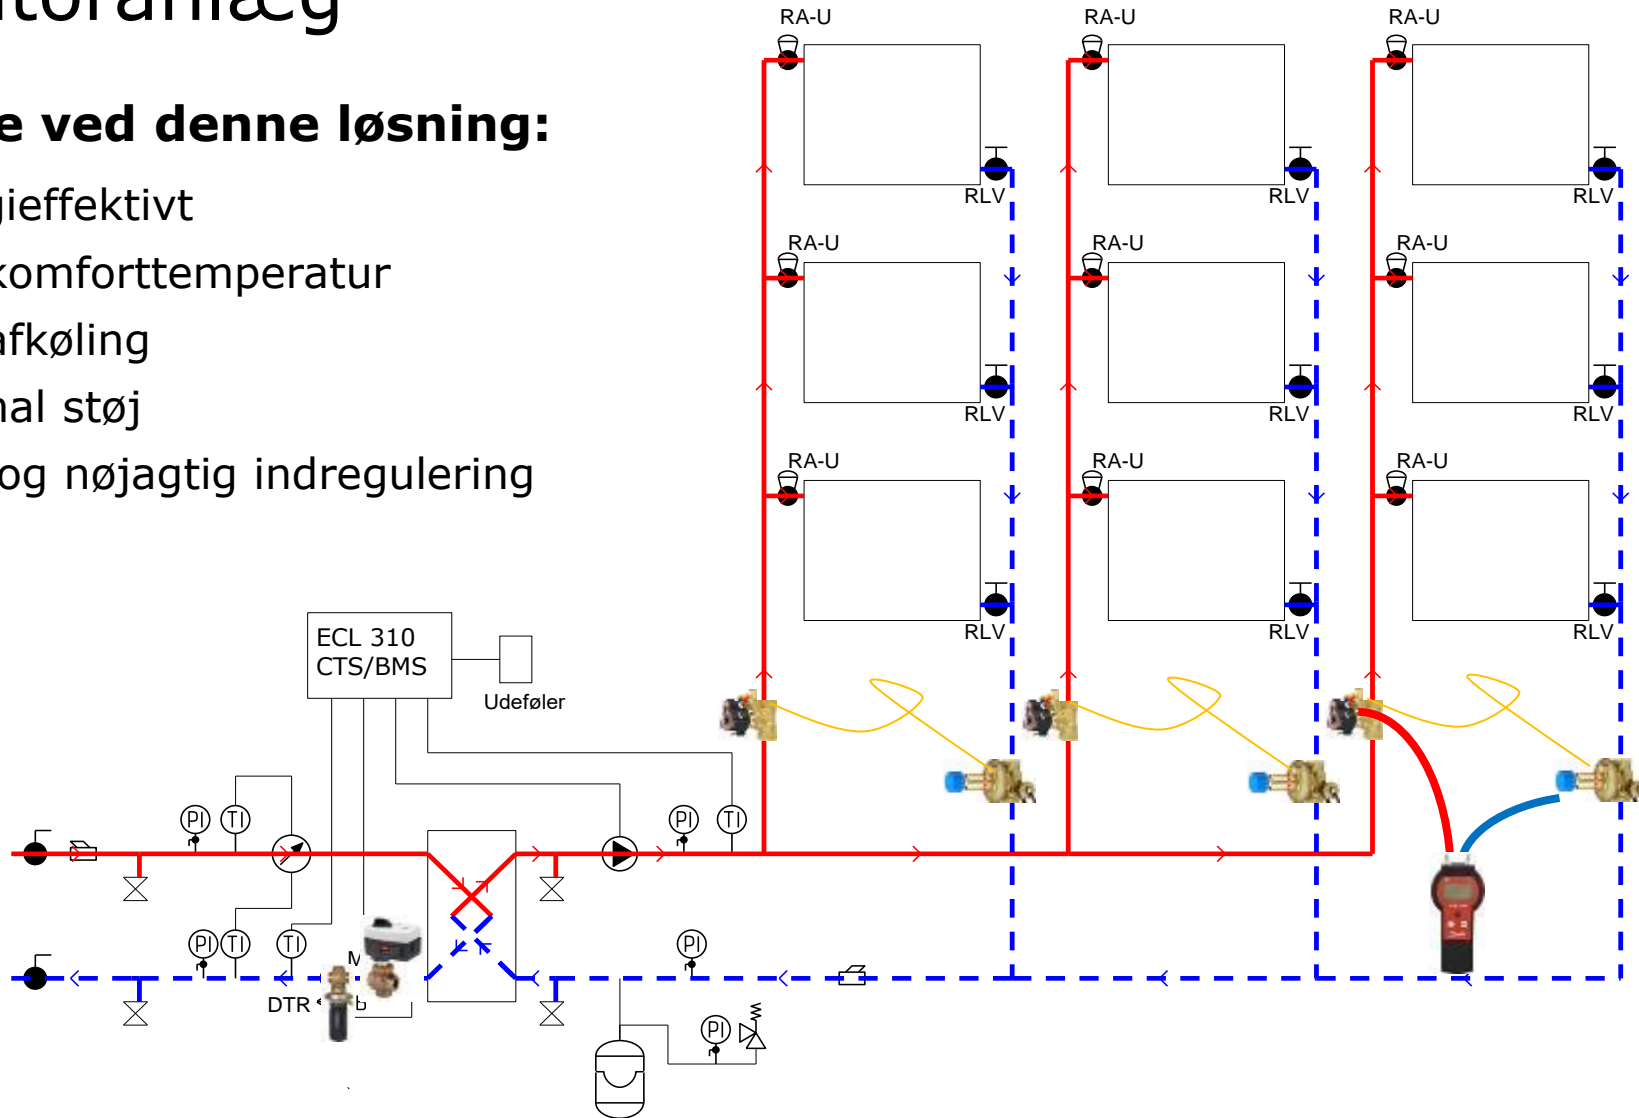 toranlæg
e ved denne løsning:
gieffektivt
komforttemperatur
afkøling
nal støj
og nøjagtig indregulering
RA-U RA-U RA-U
RLV RLV RLV
RA-U RA-U RA-U
RLV RLV RLV
RA-U RA-U RA-U
RLV RLV RLV
ECL 310
CTS/BMS
Udeføler
PI TI PI TI
PI TI TI PI
M
DTR
PI